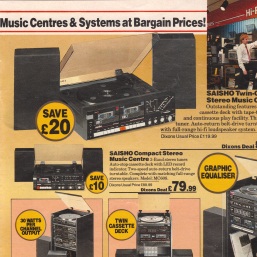 Music Centres & Systems at Bargain Prices!
Hi-F
SAVE
£20
SAISHO Twin-C
Stereo Music C
Outstanding features
cassette deck with tape-t
and continuous play facility. Th
tuner. Auto-return belt-drive turn
with full-range hi-fi loudspeaker system.
Dixons Usual Price £119.99
Dixons Deal
SAISHO Compact Stereo
Music Centre 3-Band stereo tuner.
Auto-stop cassette deck with LED record
indicator. Two-speed auto-return belt-drive
turntable. Complete with matching full-range
stereo speakers.
Dixons Usual Price £89.99
Dixons Deal £79.99
SAVE
£10
GRAPHIC
EQUALISER
30 WATTS
PER
CHANNEL
OUTPUT
TWIN
CASSETTE
DECK